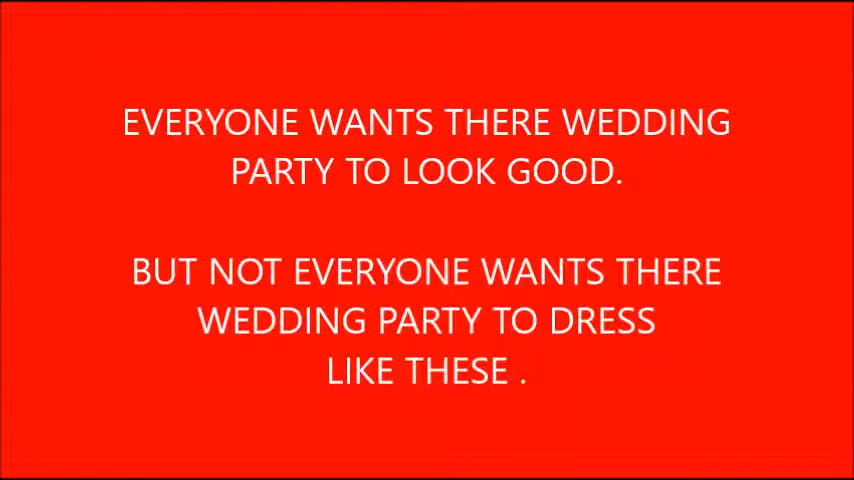 EVERYONE WANTS THERE WEDDING
PARTY TO LOOK GOOD.
BUT NOT EVERYONE WANTS THERE
WEDDING PARTY TO DRESS
LIKE THESE .